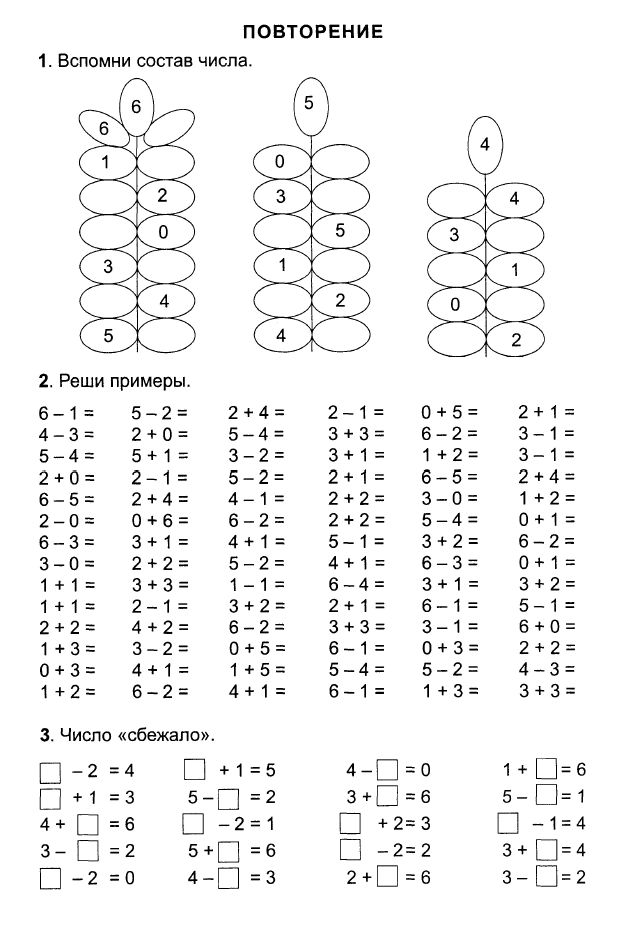 ПОВТОРЕНИЕ
1. Вспомни состав числа.
6 5
6 4
1 0
2 3 4
0 5 3
3 1 1
4 2 0
5 4 2
2. Реши примеры.
6 – 1 = 5 – 2 = 2 + 4 = 2 – 1 = 0 + 5 = 2 + 1 =
4 – 3 = 2 + 0 = 5 – 4 = 3 + 3 = 6 – 2 = 3 – 1 =
5 – 4 = 5 + 1 = 3 – 2 = 3 + 1 = 1 + 2 = 3 – 1 =
2 + 0 = 2 – 1 = 5 – 2 = 2 + 1 = 6 – 5 = 2 + 4 =
6 – 5 = 2 + 4 = 4 – 1 = 2 + 2 = 3 – 0 = 1 + 2 =
2 – 0 = 0 + 6 = 6 – 2 = 2 + 2 = 5 – 4 = 0 + 1 =
6 – 3 = 3 + 1 = 4 + 1 = 5 – 1 = 3 + 2 = 6 – 2 =
3 – 0 = 2 + 2 = 5 – 2 = 4 + 1 = 6 – 3 = 0 + 1 =
1 + 1 = 3 + 3 = 1 – 1 = 6 – 4 = 3 + 1 = 3 + 2 =
1 + 1 = 2 – 1 = 3 + 2 = 2 + 1 = 6 – 1 = 5 – 1 =
2 + 2 = 4 + 2 = 6 – 2 = 3 + 3 = 3 – 1 = 6 + 0 =
1 + 3 = 3 – 2 = 0 + 5 = 6 – 1 = 0 + 3 = 2 + 2 =
0 + 3 = 4 + 1 = 1 + 5 = 5 – 4 = 5 – 2 = 4 – 3 =
1 + 2 = 6 – 2 = 4 + 1 = 6 – 1 = 1 + 3 = 3 + 3 =
3. Число «сбежало».
□ – 2 = 4 □ + 1 = 5 4 – □ = 0 1 + □ = 6
□ + 1 = 3 5 – □ = 2 3 + □ = 6 5 – □ = 1
4 + □ = 6 □ – 2 = 1 □ + 2 = 3 □ – 1 = 4
3 – □ = 2 5 + □ = 6 □ – 2 = 2 3 + □ = 4
□ – 2 = 0 4 – □ = 3 2 + □ = 6 3 – □ = 2